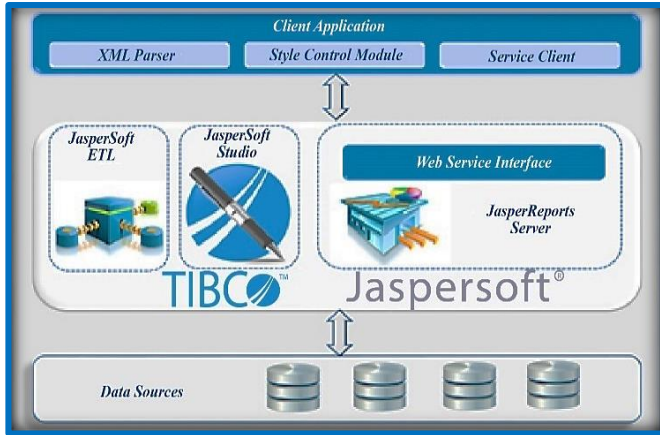 Client Application
XML Parser
Style Control Module
Service Client
JasperSoft
ETL
JasperSoft
Studio
Web Service Interface
JasperReports
Server
TIBCO™
Jaspersoft®
Data Sources